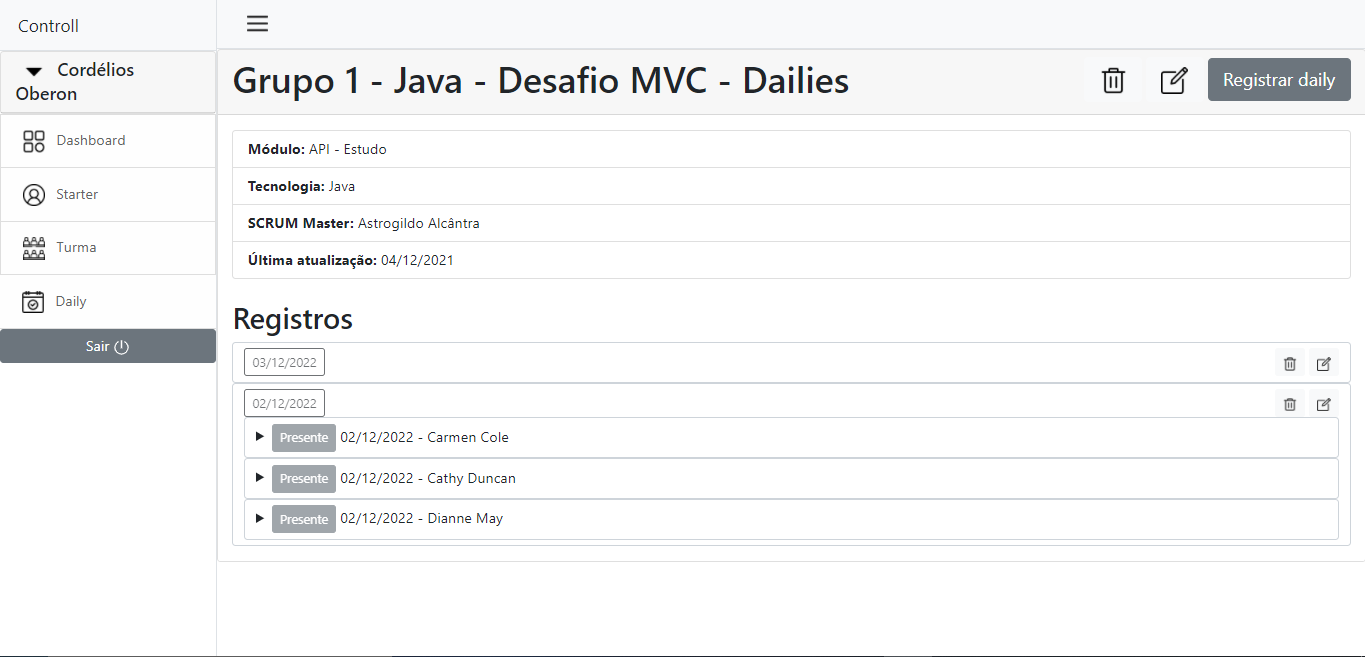 Controll
Cordélios
Oberon
Dashboard
Starter
Turma
Daily
Sair
Grupo 1 - Java - Desafio MVC - Dailies
Registrar daily
Módulo: API - Estudo
Tecnologia: Java
SCRUM Master: Astrogildo Alcântra
Última atualização: 04/12/2021
Registros
03/12/2022
02/12/2022
Presente 02/12/2022 - Carmen Cole
Presente 02/12/2022 - Cathy Duncan
Presente 02/12/2022 - Dianne May